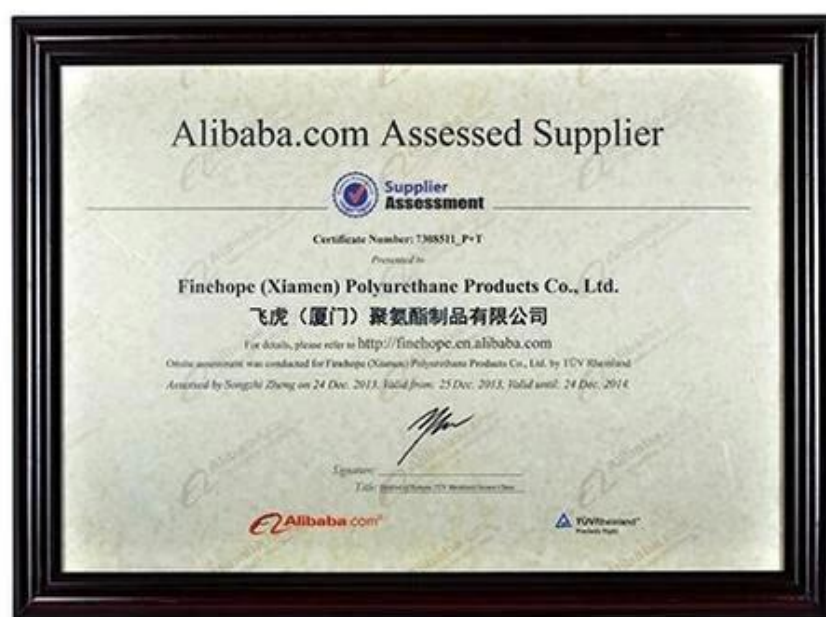 Alibaba.com Assessed Supplier
Supplier
Assessment
Certificate Number: 7308511_P+T
Presented to
Finehope (Xiamen) Polyurethane Products Co., Ltd.
飞虎（厦门）聚氨酯制品有限公司
For details, please refer to http://finehope.en.alibaba.com
Onsite assessment was conducted for Finehope (Xiamen) Polyurethane Products Co., Ltd. by TÜV Rheinland
Assessed by Songzhi Zheng on 24 Dec. 2013, Valid from: 25 Dec. 2013, Valid until: 24 Dec. 2014.
Signature:
Title:
Alibaba.com®
TÜVRheinland®
Precisely Right.